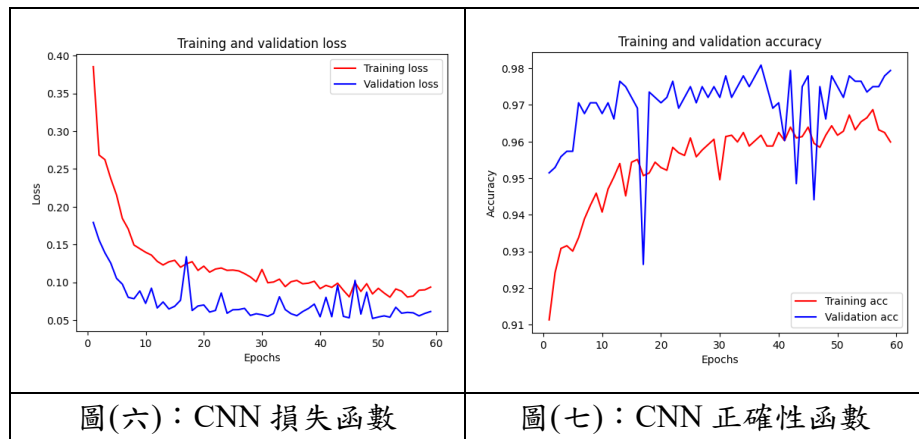 Training and validation loss
Training loss
Validation loss
0.40
0.35
0.30
0.25
0.20
0.15
0.10
0.05
Loss
0 10 20 30 40 50 60
Epochs
Training and validation accuracy
0.98
0.97
0.96
0.95
0.94
0.93
0.92
0.91
Accuracy
Training acc
Validation acc
0 10 20 30 40 50 60
Epochs
圖(六)：CNN 損失函數
圖(七)：CNN 正確性函數